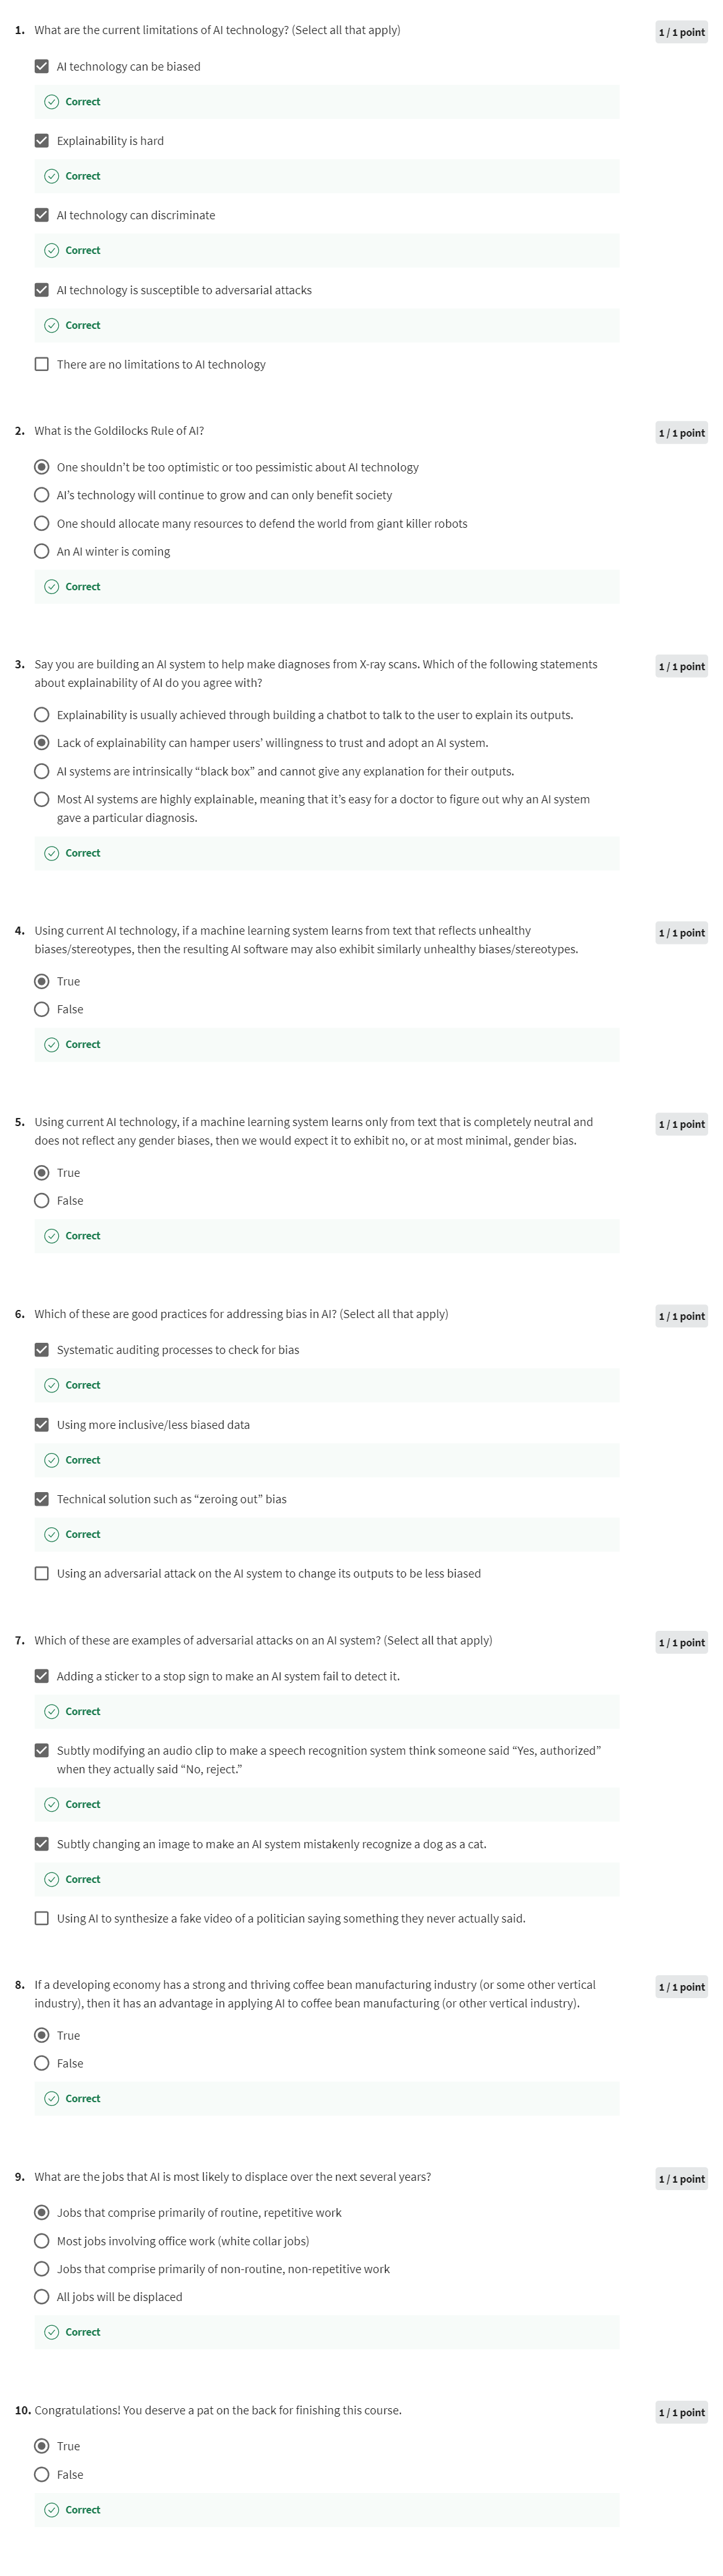 1. What are the current limitations of AI technology? (Select all that apply)
1 / 1 point
AI technology can be biased
Correct
Explainability is hard
Correct
AI technology can discriminate
Correct
AI technology is susceptible to adversarial attacks
Correct
There are no limitations to AI technology
2. What is the Goldilocks Rule of AI?
1 / 1 point
One shouldn't be too optimistic or too pessimistic about AI technology
AI's technology will continue to grow and can only benefit society
One should allocate many resources to defend the world from giant killer robots
An AI winter is coming
Correct
3. Say you are building an AI system to help make diagnoses from X-ray scans. Which of the following statements
about explainability of AI do you agree with?
1 / 1 point
Explainability is usually achieved through building a chatbot to talk to the user to explain its outputs.
Lack of explainability can hamper users' willingness to trust and adopt an AI system.
AI systems are intrinsically “black box” and cannot give any explanation for their outputs.
Most AI systems are highly explainable, meaning that it's easy for a doctor to figure out why an AI system
gave a particular diagnosis.
Correct
4. Using current AI technology, if a machine learning system learns from text that reflects unhealthy
biases/stereotypes, then the resulting AI software may also exhibit similarly unhealthy biases/stereotypes.
1 / 1 point
True
False
Correct
5. Using current AI technology, if a machine learning system learns only from text that is completely neutral and
does not reflect any gender biases, then we would expect it to exhibit no, or at most minimal, gender bias.
1 / 1 point
True
False
Correct
6. Which of these are good practices for addressing bias in AI? (Select all that apply)
1 / 1 point
Systematic auditing processes to check for bias
Correct
Using more inclusive/less biased data
Correct
Technical solution such as “zeroing out” bias
Correct
Using an adversarial attack on the AI system to change its outputs to be less biased
7. Which of these are examples of adversarial attacks on an AI system? (Select all that apply)
1 / 1 point
Adding a sticker to a stop sign to make an AI system fail to detect it.
Correct
Subtly modifying an audio clip to make a speech recognition system think someone said “Yes, authorized”
when they actually said “No, reject.”
Correct
Subtly changing an image to make an AI system mistakenly recognize a dog as a cat.
Correct
Using AI to synthesize a fake video of a politician saying something they never actually said.
8. If a developing economy has a strong and thriving coffee bean manufacturing industry (or some other vertical
industry), then it has an advantage in applying AI to coffee bean manufacturing (or other vertical industry).
1 / 1 point
True
False
Correct
9. What are the jobs that AI is most likely to displace over the next several years?
1 / 1 point
Jobs that comprise primarily of routine, repetitive work
Most jobs involving office work (white collar jobs)
Jobs that comprise primarily of non-routine, non-repetitive work
All jobs will be displaced
Correct
10. Congratulations! You deserve a pat on the back for finishing this course.
1 / 1 point
True
False
Correct